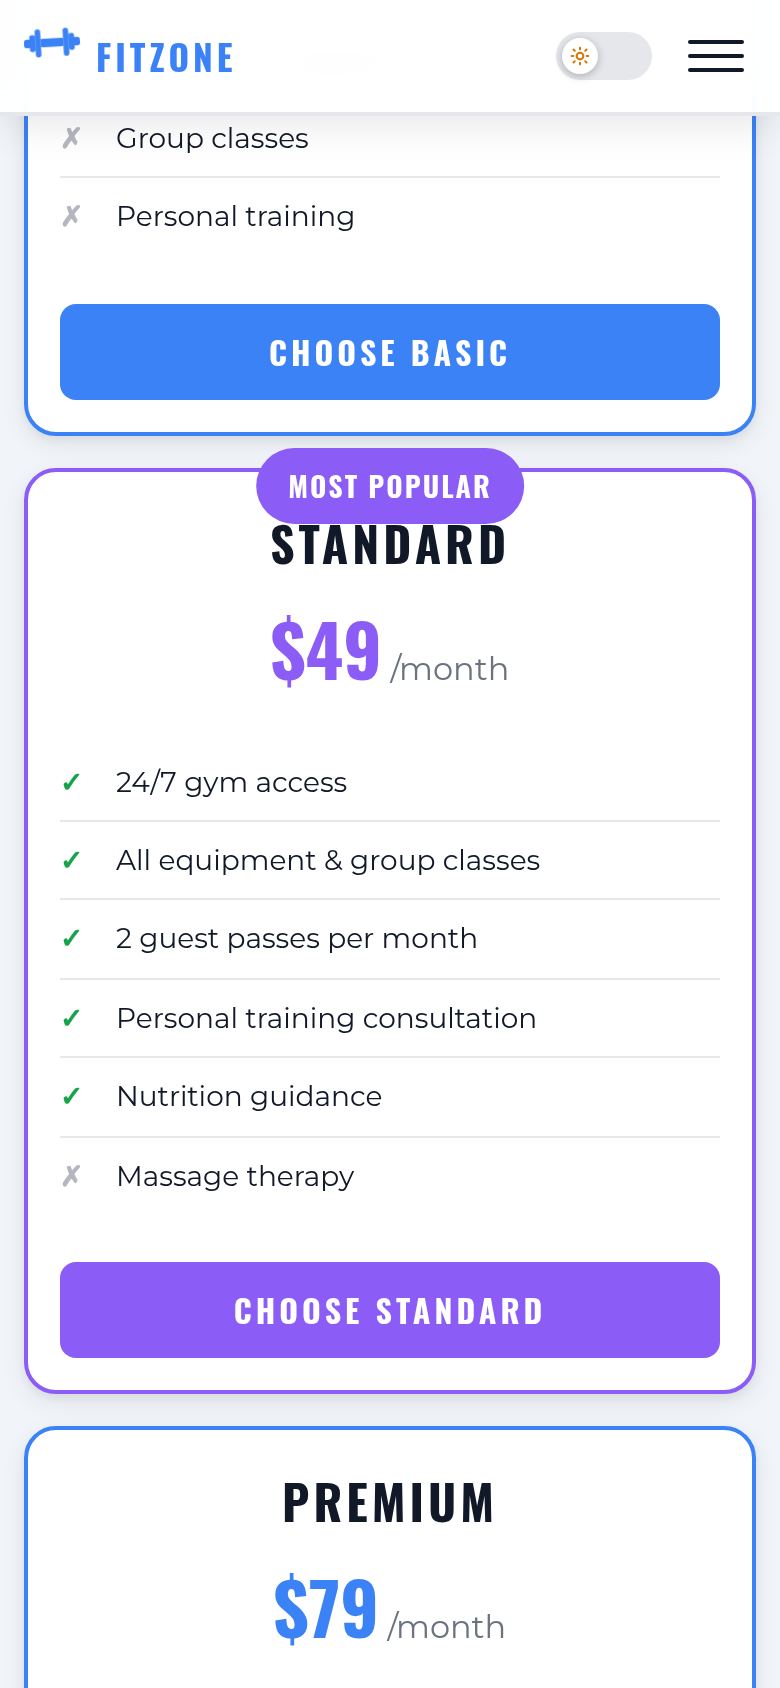 FITZONE
✗ Group classes
✗ Personal training
CHOOSE BASIC
MOST POPULAR
STANDARD
$49 /month
✓ 24/7 gym access
✓ All equipment & group classes
✓ 2 guest passes per month
✓ Personal training consultation
✓ Nutrition guidance
✗ Massage therapy
CHOOSE STANDARD
PREMIUM
$79 /month